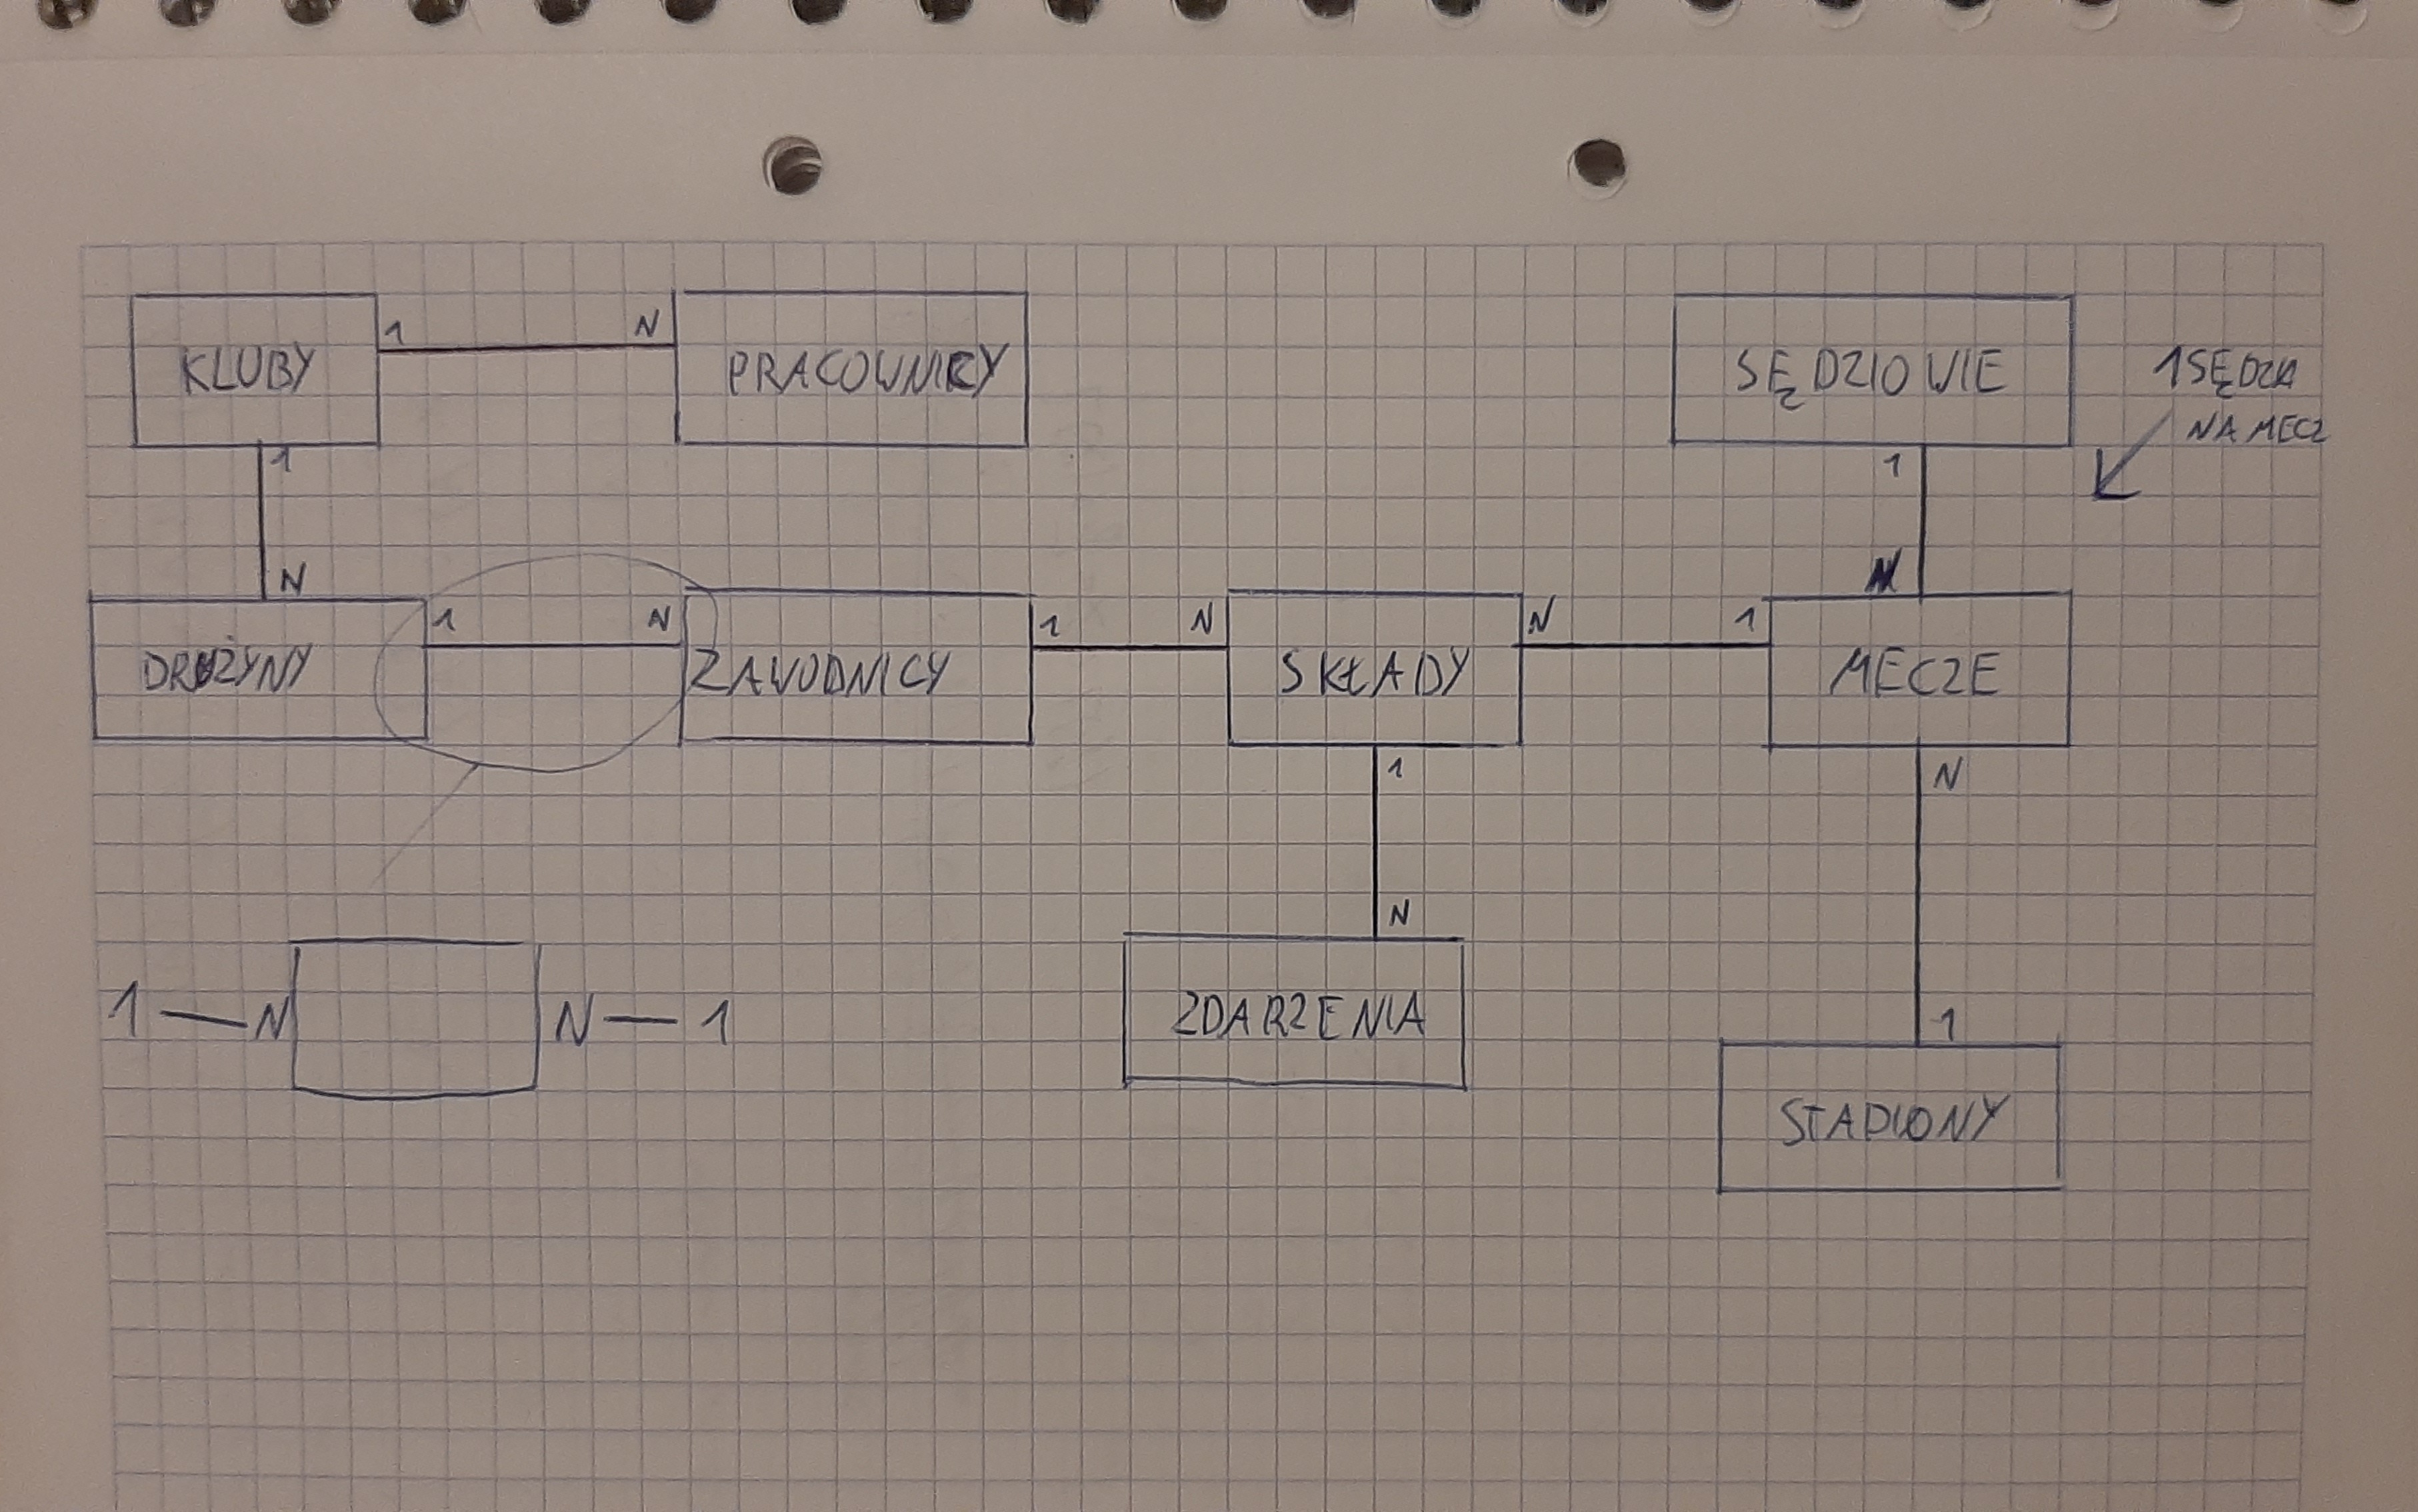 KLUBY
1
N
PRACOWNICY
SĘDZIOWIE
1 SĘDZIA
NA MECZ
1
1
N
N
DRUŻYNY
1
N
ZAWODNICY
1
N
SKŁADY
N
1
MECZE
1
N
N
1
1 — N
N — 1
ZDARZENIA
STADIONY